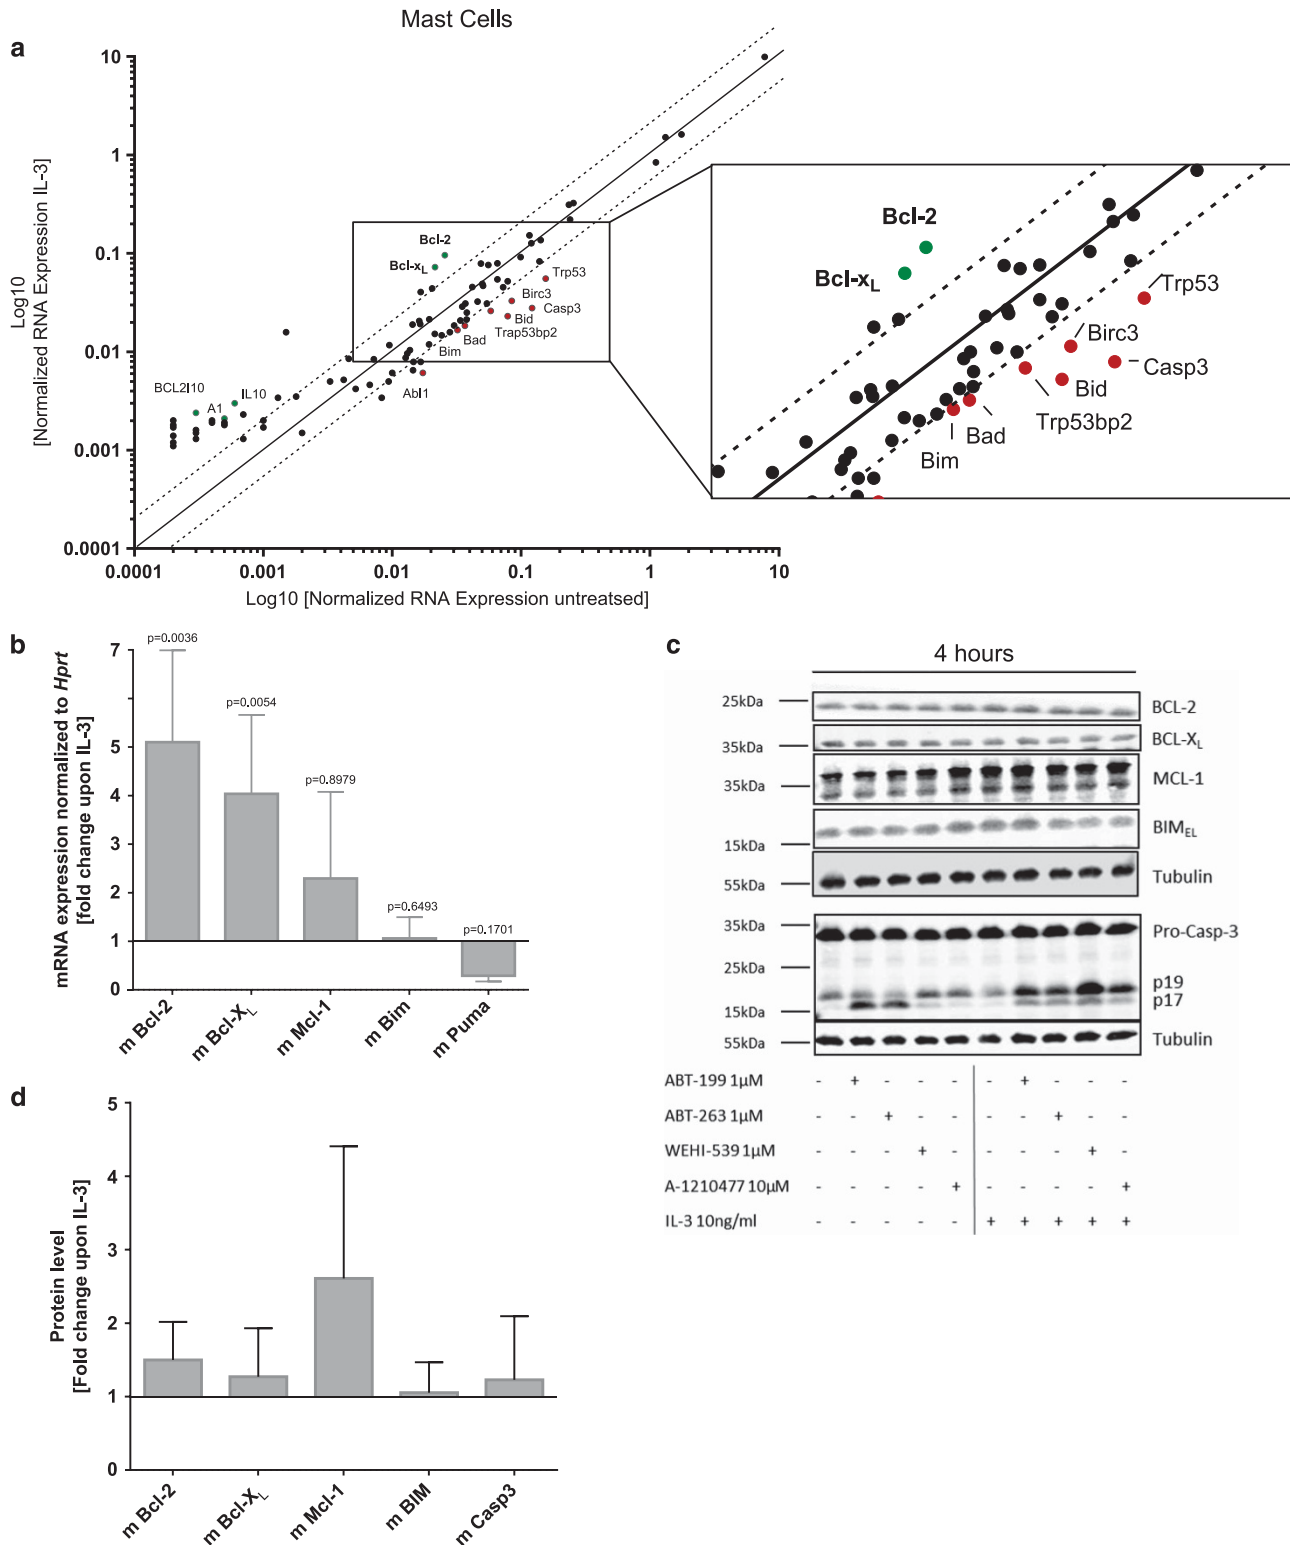 Mast Cells
a
Log10
[Normalized RNA Expression IL-3]
10
1
0.1
0.01
0.001
0.0001
0.0001
0.001
0.01
0.1
1
10
Log10 [Normalized RNA Expression untreatsed]
Bcl-2
Bcl-xL
Trp53
Birc3
Casp3
Bid
Trap53bp2
Bad
Bim
Abl1
BCL2l10
A1
IL10
Bcl-2
Bcl-xL
Trp53
Birc3
Casp3
Bid
Trp53bp2
Bad
Bim
b
mRNA expression normalized to Hprt
[fold change upon IL-3]
7
6
5
4
3
2
1
0
p=0.0036
p=0.0054
p=0.8979
p=0.6493
p=0.1701
m Bcl-2
m Bcl-XL
m Mcl-1
m Bim
m Puma
c
4 hours
25kDa
BCL-2
35kDa
BCL-XL
35kDa
MCL-1
15kDa
BIMEL
55kDa
Tubulin
35kDa
Pro-Casp-3
25kDa
p19
p17
15kDa
55kDa
Tubulin
ABT-199 1µM - + - - - - + - - -
ABT-263 1µM - - + - - - - + - -
WEHI-539 1µM - - - + - - - - + -
A-1210477 10µM - - - - + - - - - +
IL-3 10ng/ml - - - - - + + + + +
d
Protein level
[Fold change upon IL-3]
5
4
3
2
1
0
m Bcl-2
m Bcl-XL
m Mcl-1
m BIM
m Casp3